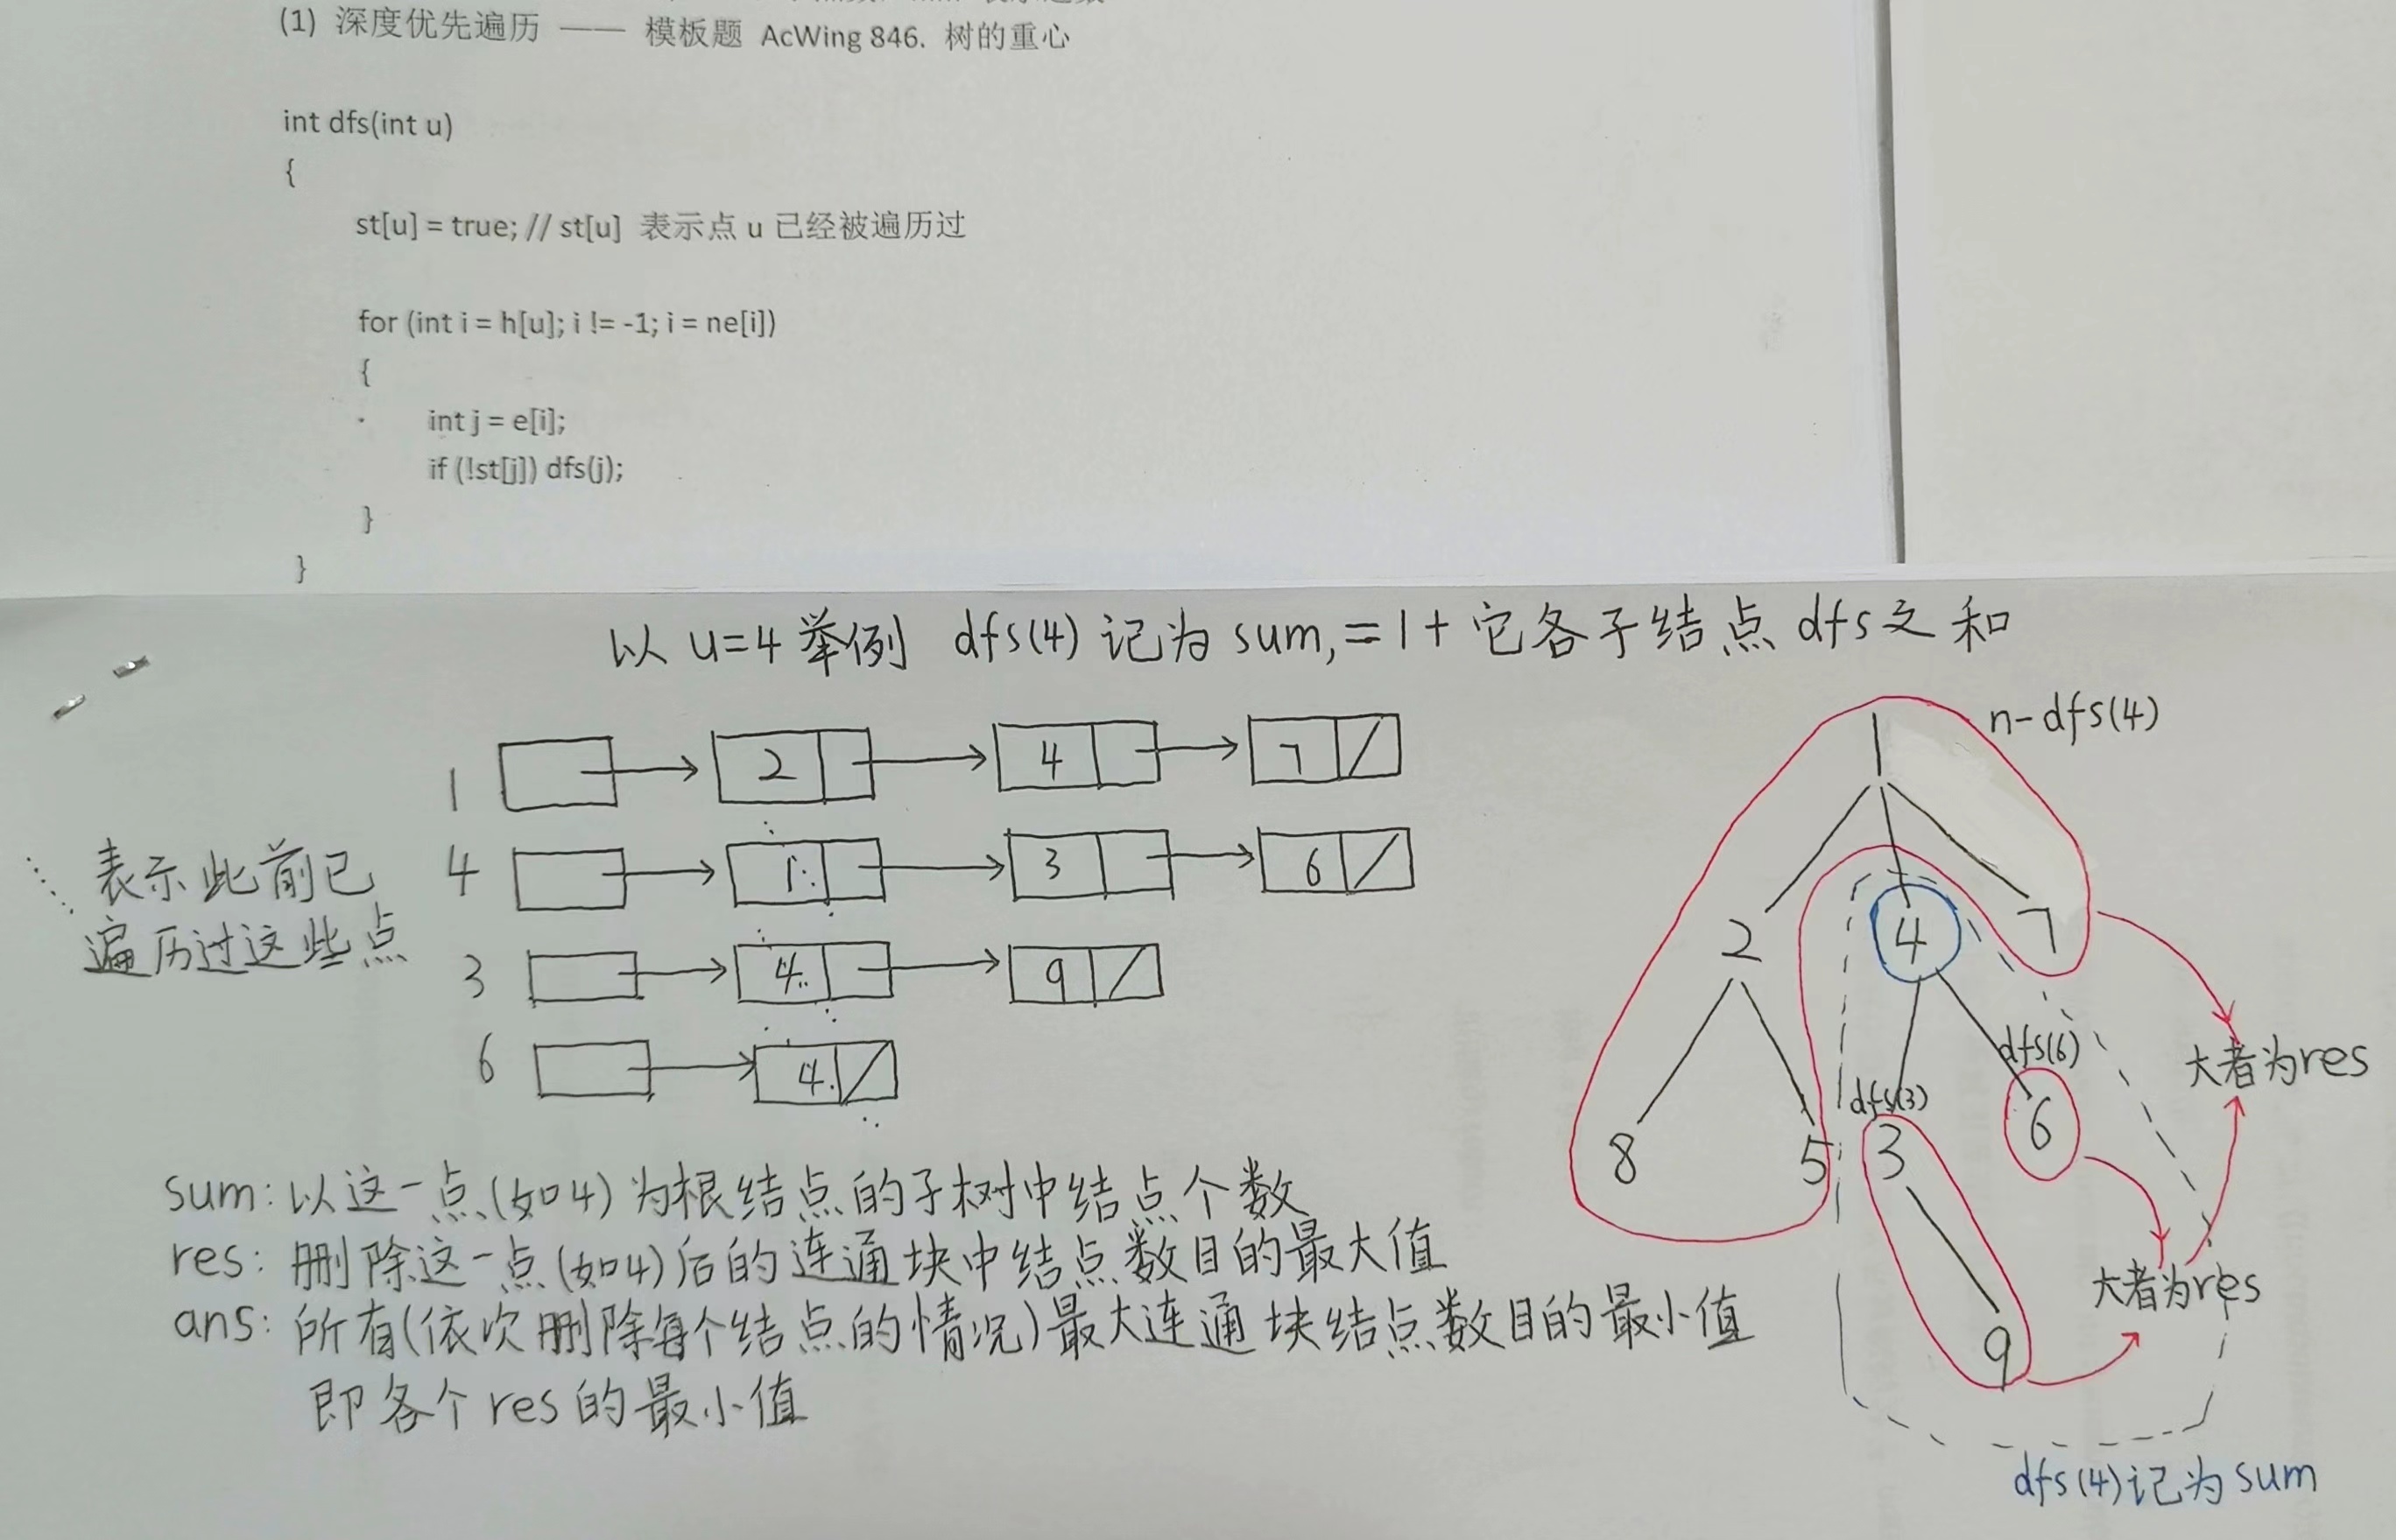 (1) 深度优先遍历 —— 模板题 AcWing 846. 树的重心
int dfs(int u)
{
st[u] = true; // st[u] 表示点 u 已经被遍历过
for (int i = h[u]; i != -1; i = ne[i])
{
int j = e[i];
if (!st[j]) dfs(j);
}
}
以 u=4 举例 dfs(4) 记为 sum, = 1 + 它各子结点 dfs 之和
1 2 4 7
4 1 3 6
3 4 9
6 4
表示此前已
遍历过这些点
sum: 以这一点(如4) 为根结点的子树中结点个数
res: 删除这一点(如4)后的连通块中结点数目的最大值
ans: 所有(依次删除每个结点的情况)最大连通块结点数目的最小值
即各个 res 的最小值
n-dfs(4)
1
2 4 7
dfs(6)
大者为res
dfs(3)
8 5 3 6
大者为res
9
dfs(4)记为 sum